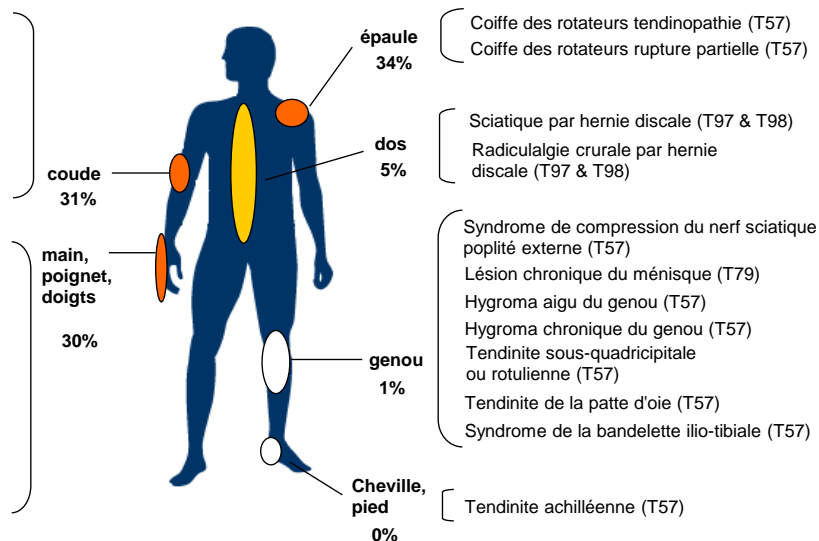 épaule
34%
Coiffe des rotateurs tendinopathie (T57)
Coiffe des rotateurs rupture partielle (T57)
dos
5%
Sciatique par hernie discale (T97 & T98)
Radiculalgie crurale par hernie
discale (T97 & T98)
coude
31%
main,
poignet,
doigts
30%
genou
1%
Syndrome de compression du nerf sciatique
poplité externe (T57)
Lésion chronique du ménisque (T79)
Hygroma aigu du genou (T57)
Hygroma chronique du genou (T57)
Tendinite sous-quadricipitale
ou rotulienne (T57)
Tendinite de la patte d'oie (T57)
Syndrome de la bandelette ilio-tibiale (T57)
Cheville,
pied
0%
Tendinite achilléenne (T57)